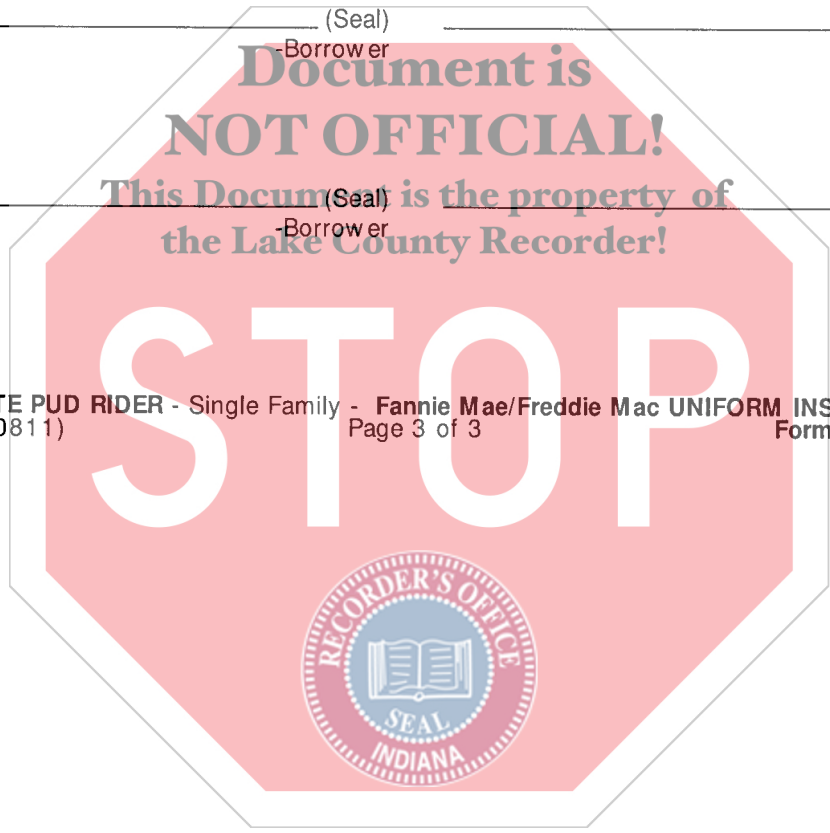 (Seal)
-Borrower
Document is
NOT OFFICIAL!
This Document is the property of
(Seal)
-Borrower
the Lake County Recorder!
STOP
TE PUD RIDER - Single Family - Fannie Mae/Freddie Mac UNIFORM INS
0811) Page 3 of 3 Form
RECORDER'S OFFICE
SEAL
INDIANA